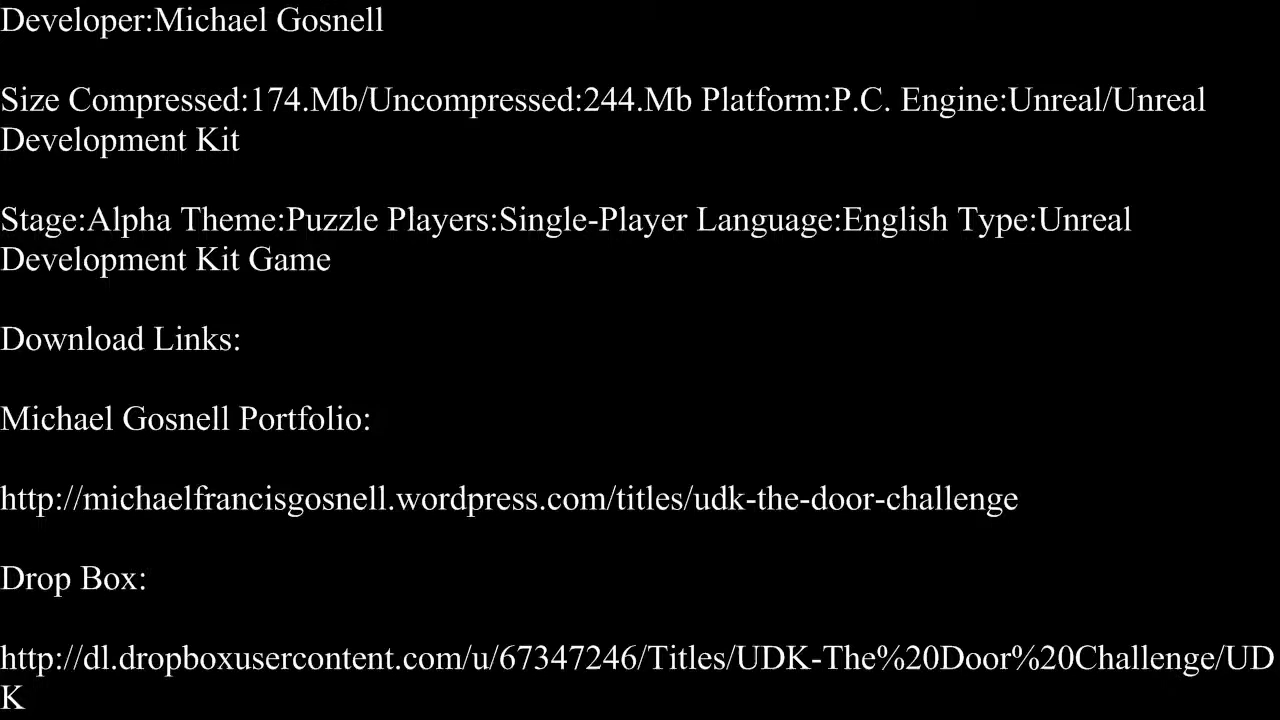 Developer:Michael Gosnell
Size Compressed:174.Mb/Uncompressed:244.Mb Platform:P.C. Engine:Unreal/Unreal
Development Kit
Stage:Alpha Theme:Puzzle Players:Single-Player Language:English Type:Unreal
Development Kit Game
Download Links:
Michael Gosnell Portfolio:
http://michaelfrancisgosnell.wordpress.com/titles/udk-the-door-challenge
Drop Box:
http://dl.dropboxusercontent.com/u/67347246/Titles/UDK-The%20Door%20Challenge/UD
K